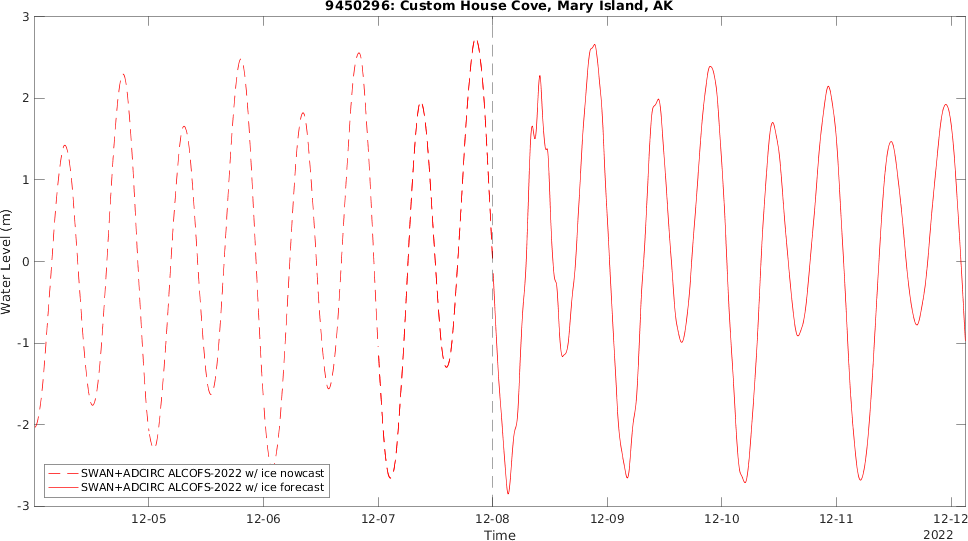 9450296: Custom House Cove, Mary Island, AK
3
2
1
0
-1
-2
-3
Water Level (m)
SWAN+ADCIRC ALCOFS-2022 w/ ice nowcast
SWAN+ADCIRC ALCOFS-2022 w/ ice forecast
12-05 12-06 12-07 12-08 12-09 12-10 12-11 12-12
Time
2022